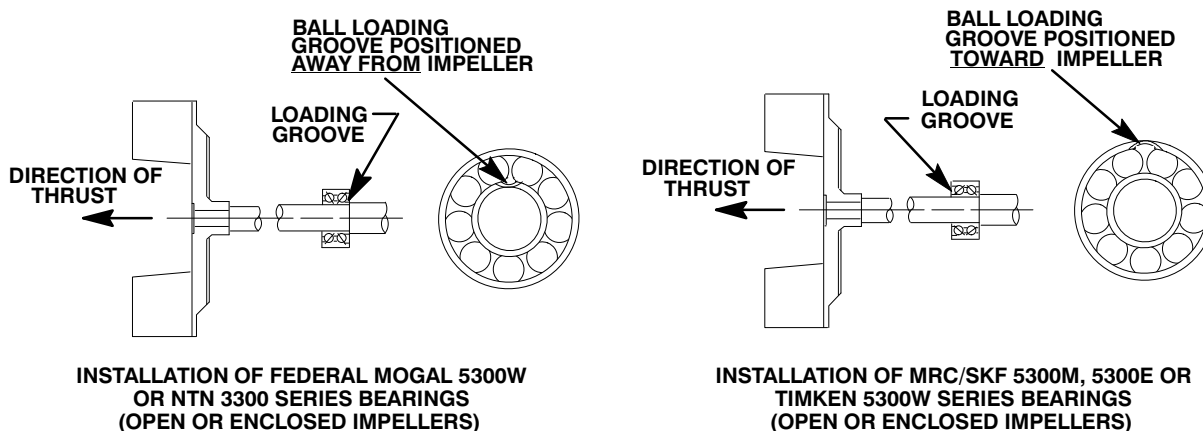 BALL LOADING
GROOVE POSITIONED
AWAY FROM IMPELLER
LOADING
GROOVE
DIRECTION OF
THRUST
INSTALLATION OF FEDERAL MOGAL 5300W
OR NTN 3300 SERIES BEARINGS
(OPEN OR ENCLOSED IMPELLERS)
BALL LOADING
GROOVE POSITIONED
TOWARD IMPELLER
LOADING
GROOVE
DIRECTION OF
THRUST
INSTALLATION OF MRC/SKF 5300M, 5300E OR
TIMKEN 5300W SERIES BEARINGS
(OPEN OR ENCLOSED IMPELLERS)